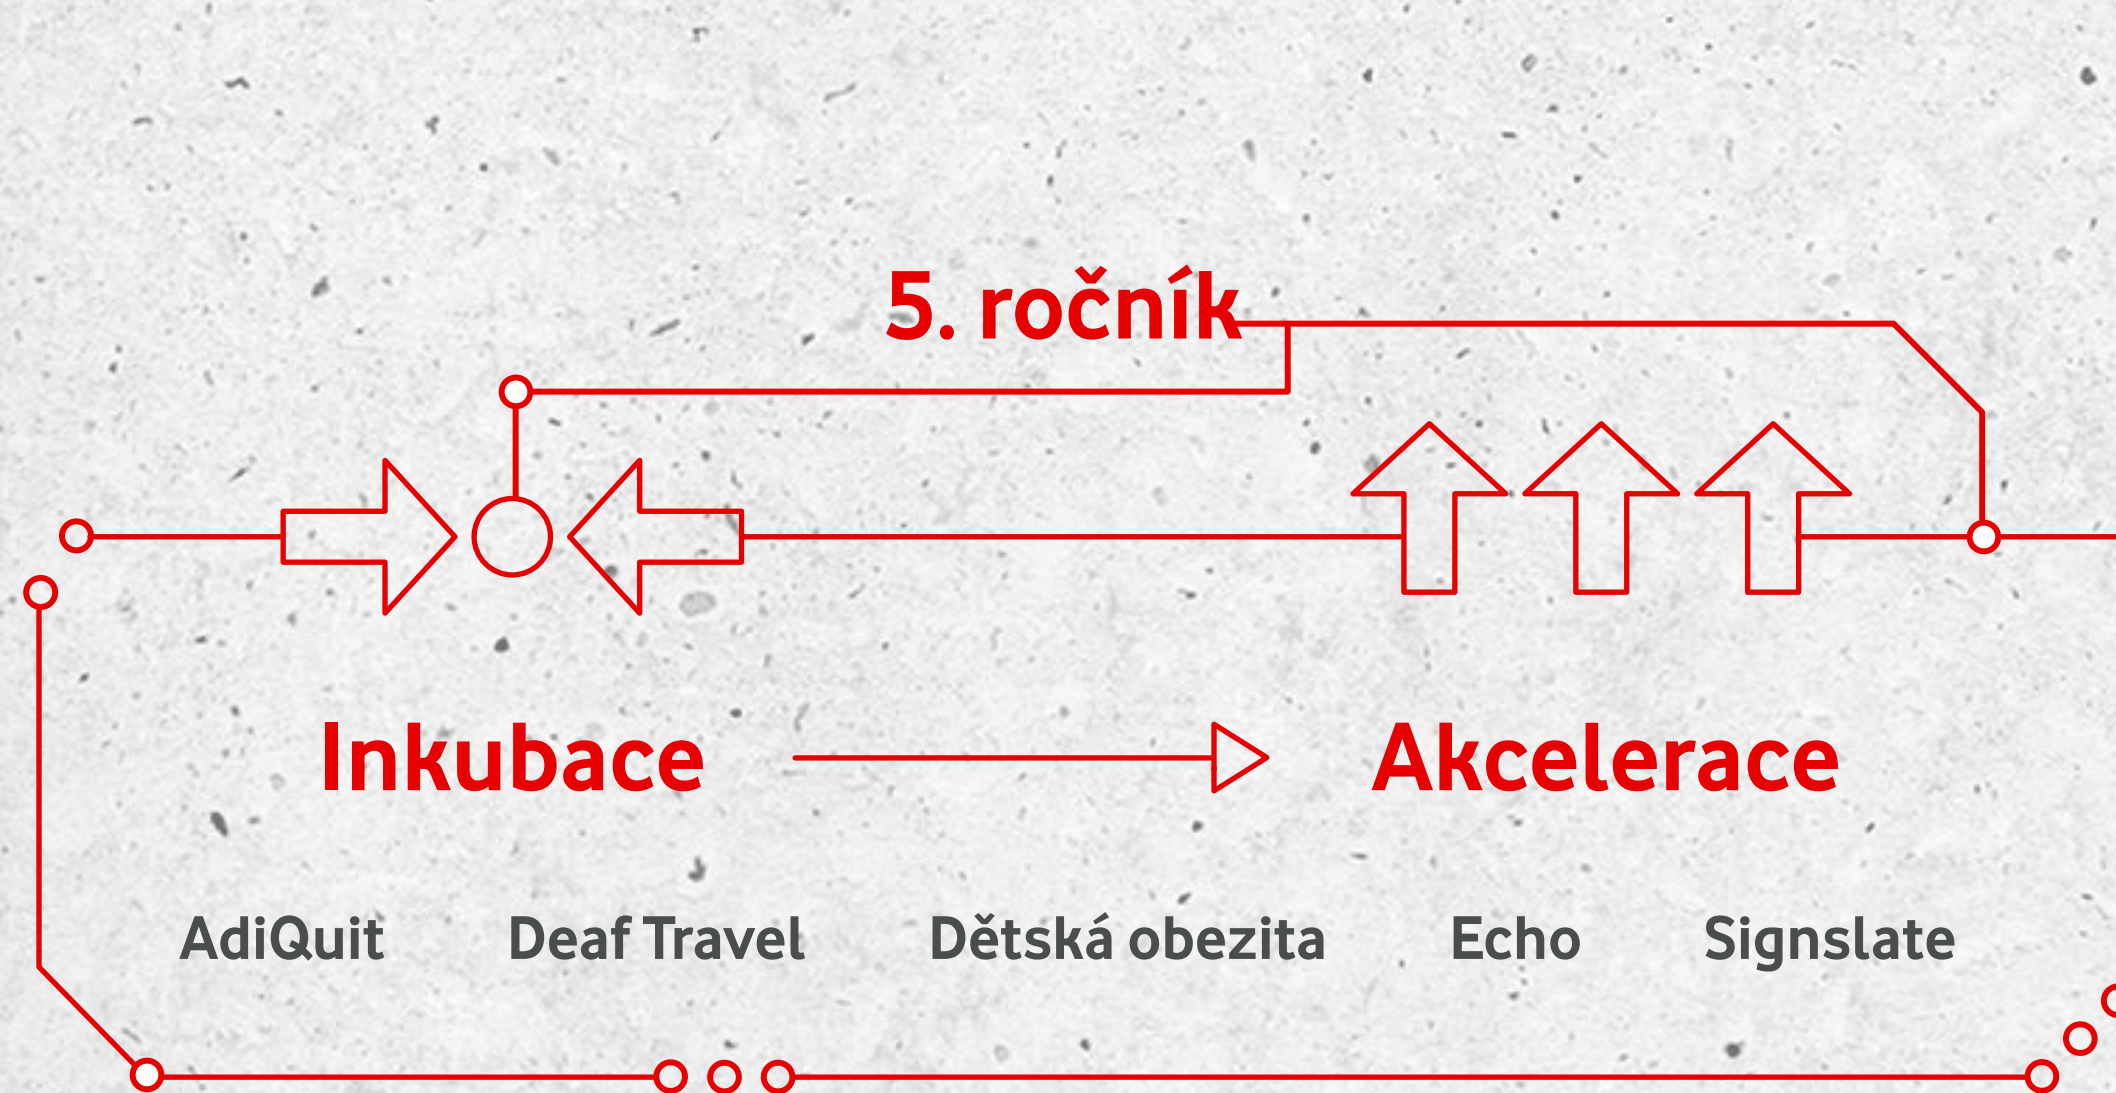 5. ročník
Inkubace Akcelerace
AdiQuit Deaf Travel Dětská obezita Echo Signslate